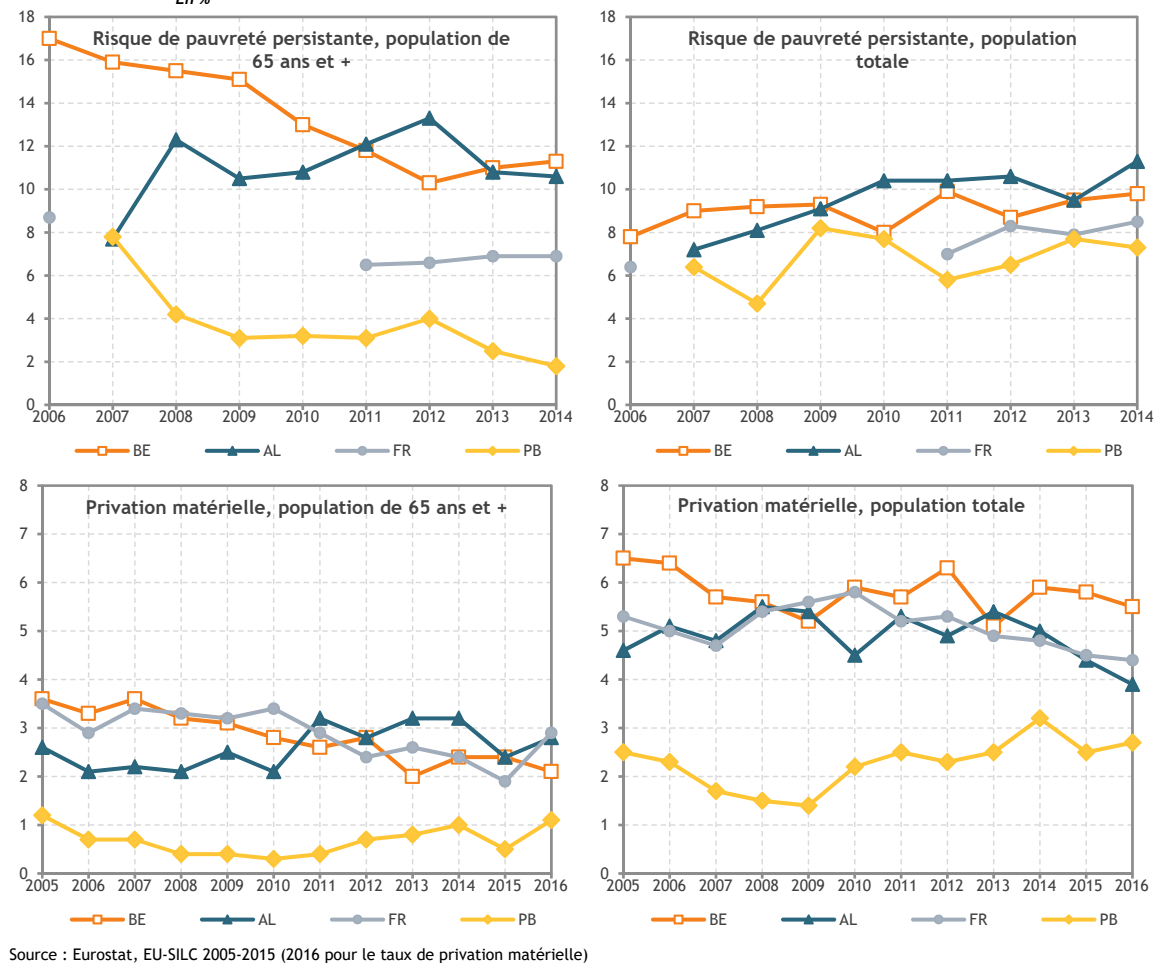 En %
Risque de pauvreté persistante, population de
65 ans et +
18
16
14
12
10
8
6
4
2
0
2006 2007 2008 2009 2010 2011 2012 2013 2014
BE AL FR PB
Risque de pauvreté persistante, population
totale
18
16
14
12
10
8
6
4
2
0
2006 2007 2008 2009 2010 2011 2012 2013 2014
BE AL FR PB
Privation matérielle, population de 65 ans et +
8
7
6
5
4
3
2
1
0
2005 2006 2007 2008 2009 2010 2011 2012 2013 2014 2015 2016
BE AL FR PB
Privation matérielle, population totale
8
7
6
5
4
3
2
1
0
2005 2006 2007 2008 2009 2010 2011 2012 2013 2014 2015 2016
BE AL FR PB
Source : Eurostat, EU-SILC 2005-2015 (2016 pour le taux de privation matérielle)